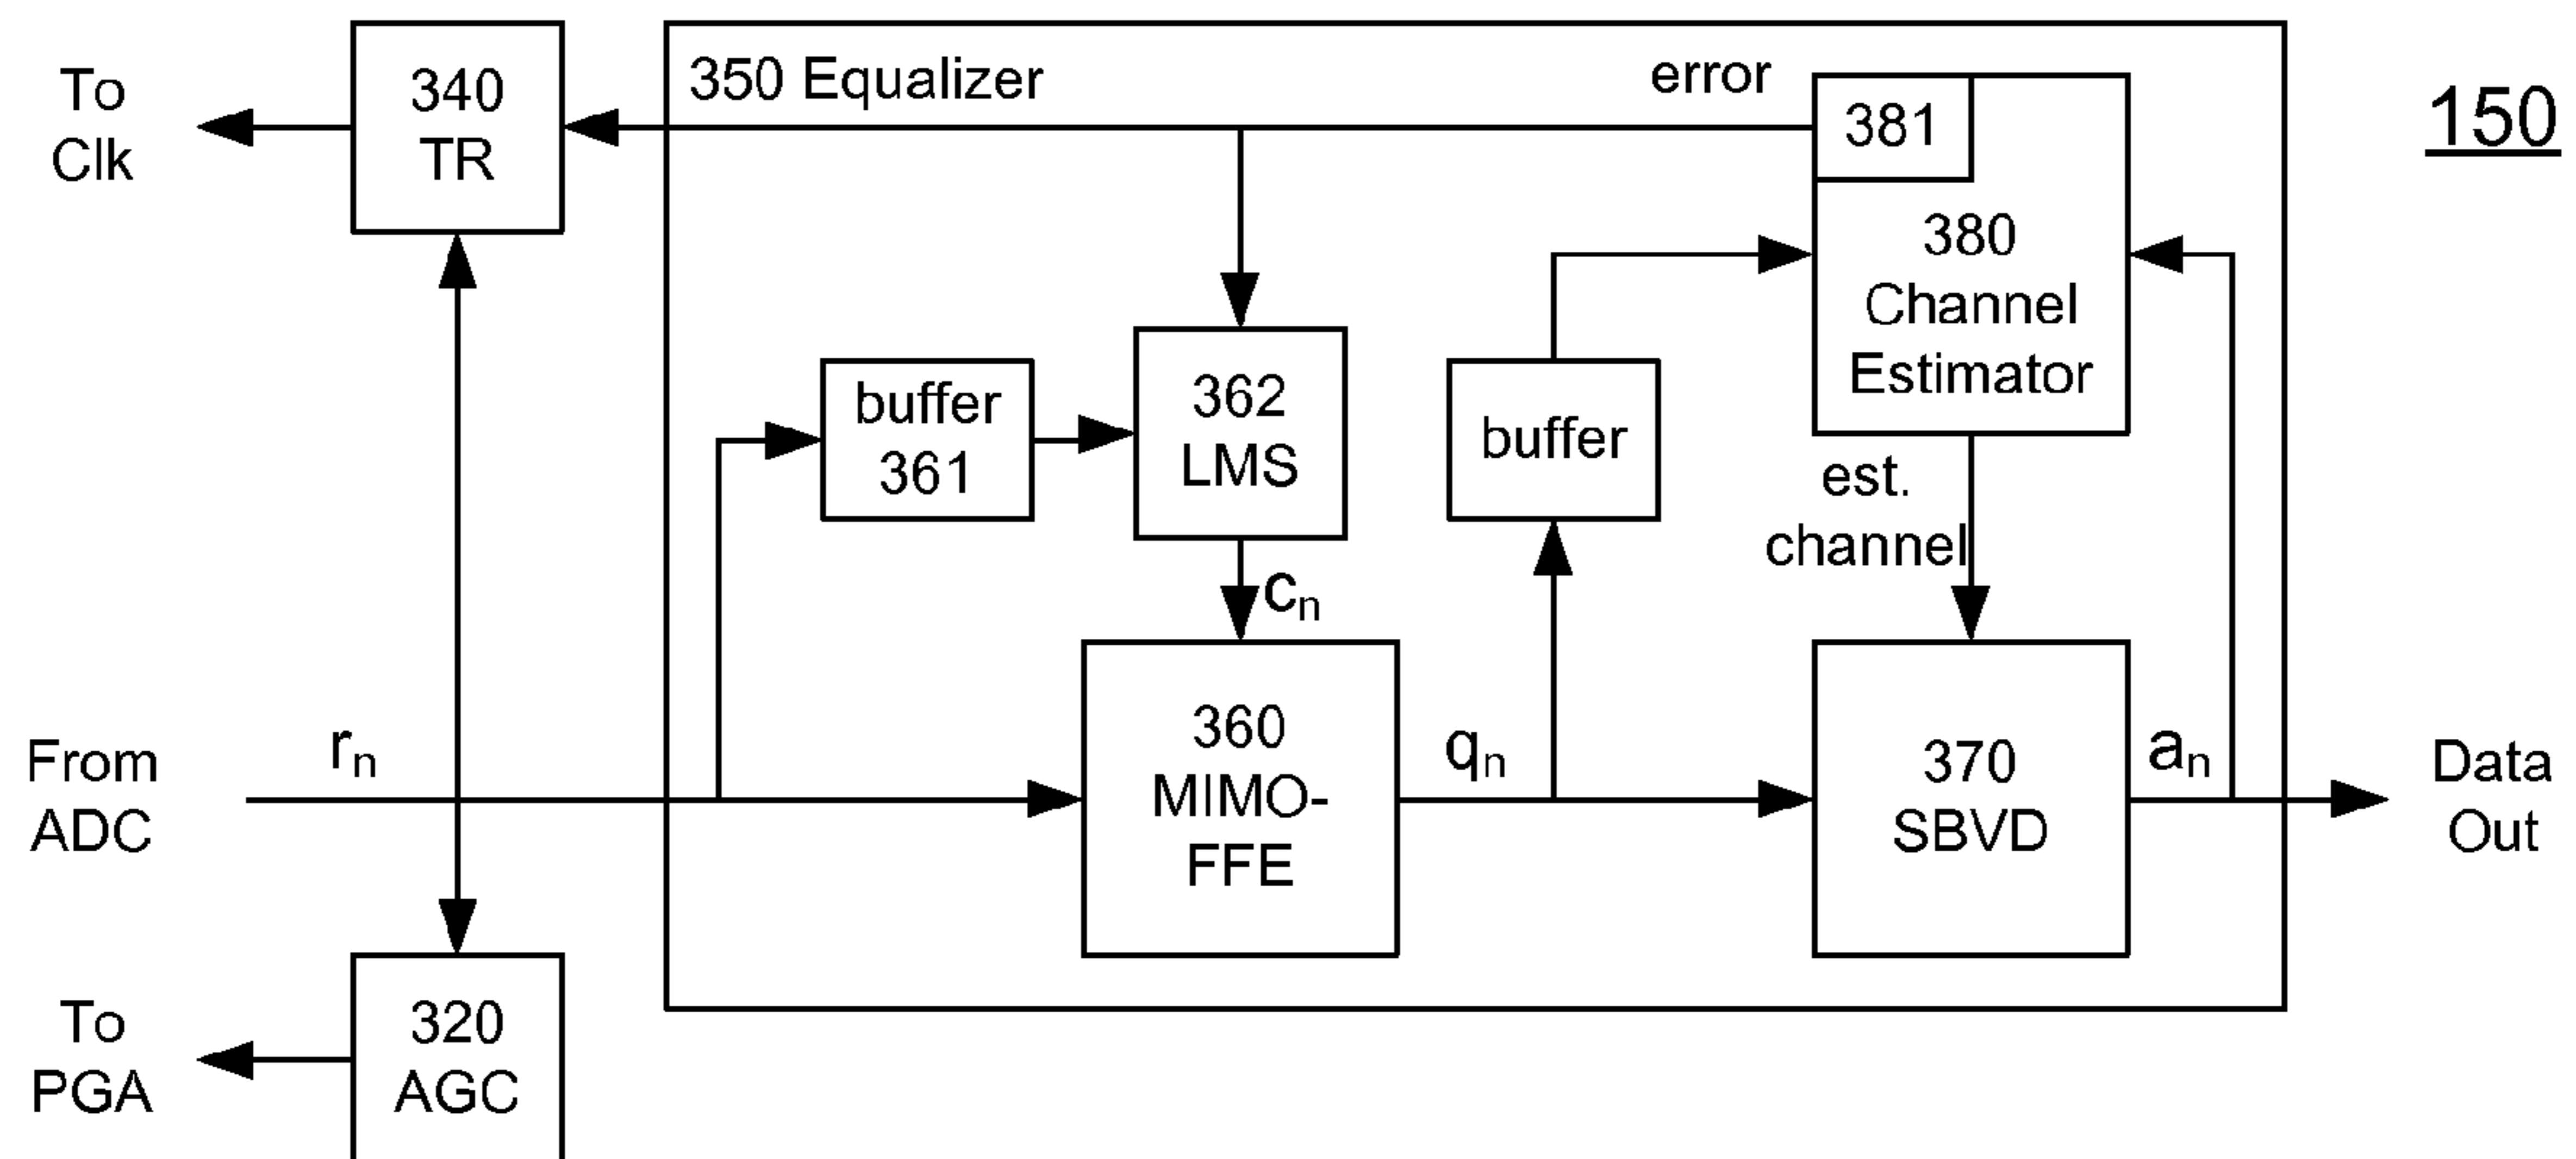 To
Clk
340
TR
350 Equalizer
error
381
150
380
Channel
Estimator
buffer
361
362
LMS
buffer
est.
channel
cn
From
ADC
rn
360
MIMO-
FFE
qn
370
SBVD
an
Data
Out
To
PGA
320
AGC